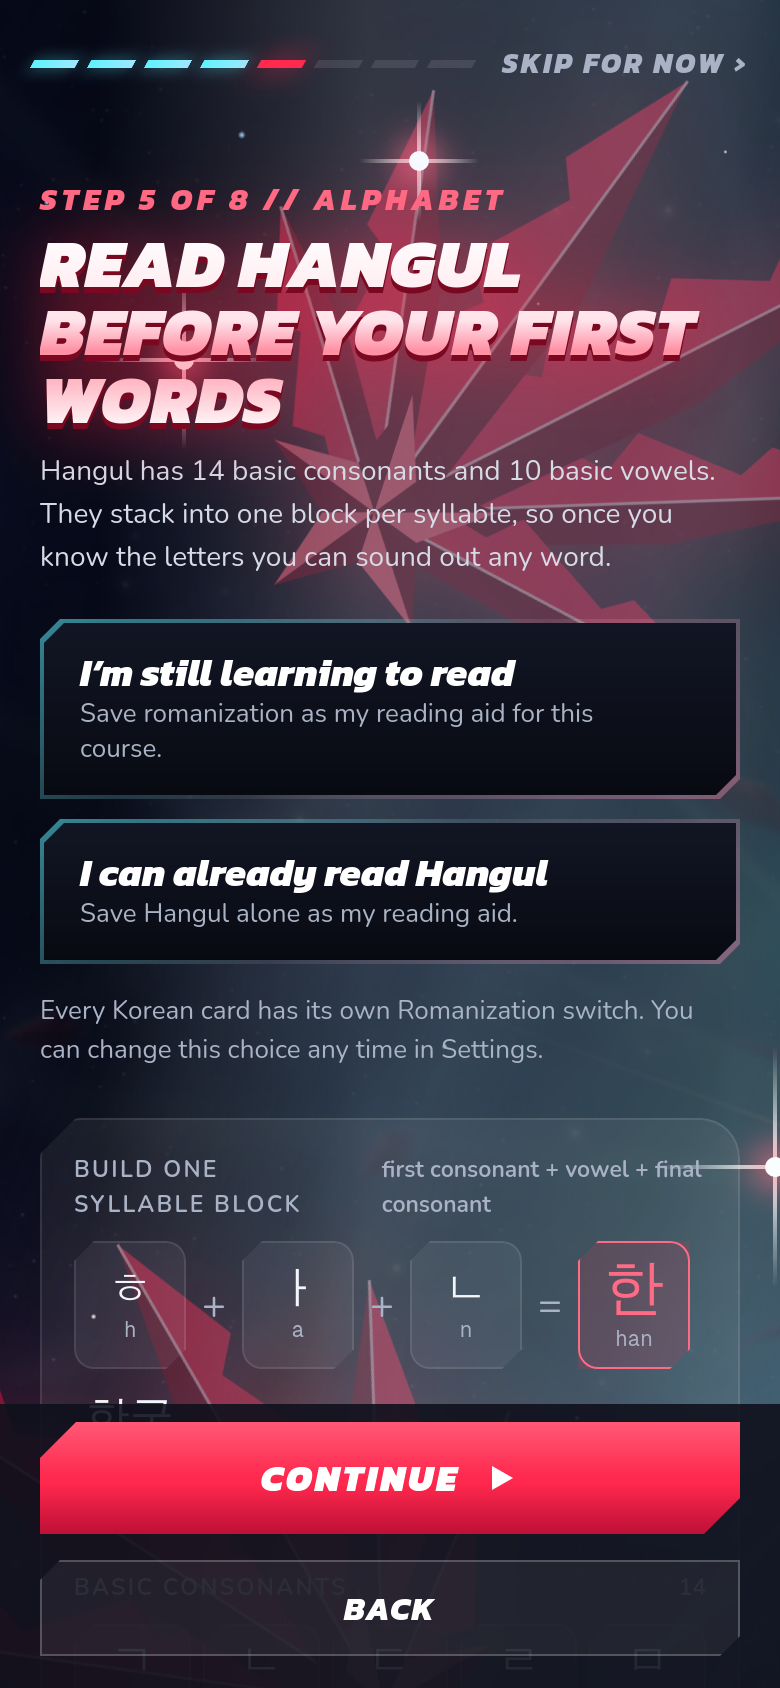 SKIP FOR NOW >
STEP 5 OF 8 // ALPHABET
READ HANGUL
BEFORE YOUR FIRST
WORDS
Hangul has 14 basic consonants and 10 basic vowels.
They stack into one block per syllable, so once you
know the letters you can sound out any word.
I'm still learning to read
Save romanization as my reading aid for this
course.
I can already read Hangul
Save Hangul alone as my reading aid.
Every Korean card has its own Romanization switch. You
can change this choice any time in Settings.
BUILD ONE
SYLLABLE BLOCK
first consonant + vowel + final
consonant
ㅎ + ㅏ + ㄴ = 한
h a n han
CONTINUE
BASIC CONSONANTS 14
BACK
ㄱ ㄴ ㄷ ㄹ ㅁ